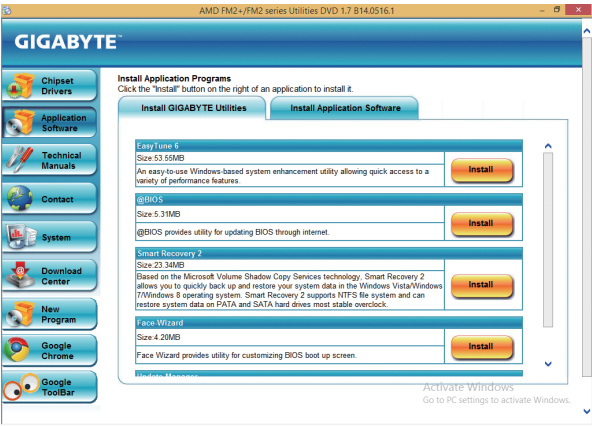 AMD FM2+/FM2 series Utilities DVD 1.7 B14.0516.1
GIGABYTE™
Chipset
Drivers
Application
Software
Technical
Manuals
Contact
System
Download
Center
New
Program
Google
Chrome
Google
ToolBar
Install Application Programs
Click the "Install" button on the right of an application to install it.
Install GIGABYTE Utilities
Install Application Software
EasyTune 6
Size:53.55MB
An easy-to-use Windows-based system enhancement utility allowing quick access to a
variety of performance features.
Install
@BIOS
Size:5.31MB
@BIOS provides utility for updating BIOS through internet.
Install
Smart Recovery 2
Size:23.34MB
Based on the Microsoft Volume Shadow Copy Services technology, Smart Recovery 2
allows you to quickly back up and restore your system data in the Windows Vista/Windows
7/Windows 8 operating system. Smart Recovery 2 supports NTFS file system and can
restore system data on PATA and SATA hard drives most stable overclock.
Install
Face Wizard
Size:4.20MB
Face Wizard provides utility for customizing BIOS boot up screen.
Install
Update Manager
Activate Windows
Go to PC settings to activate Windows.